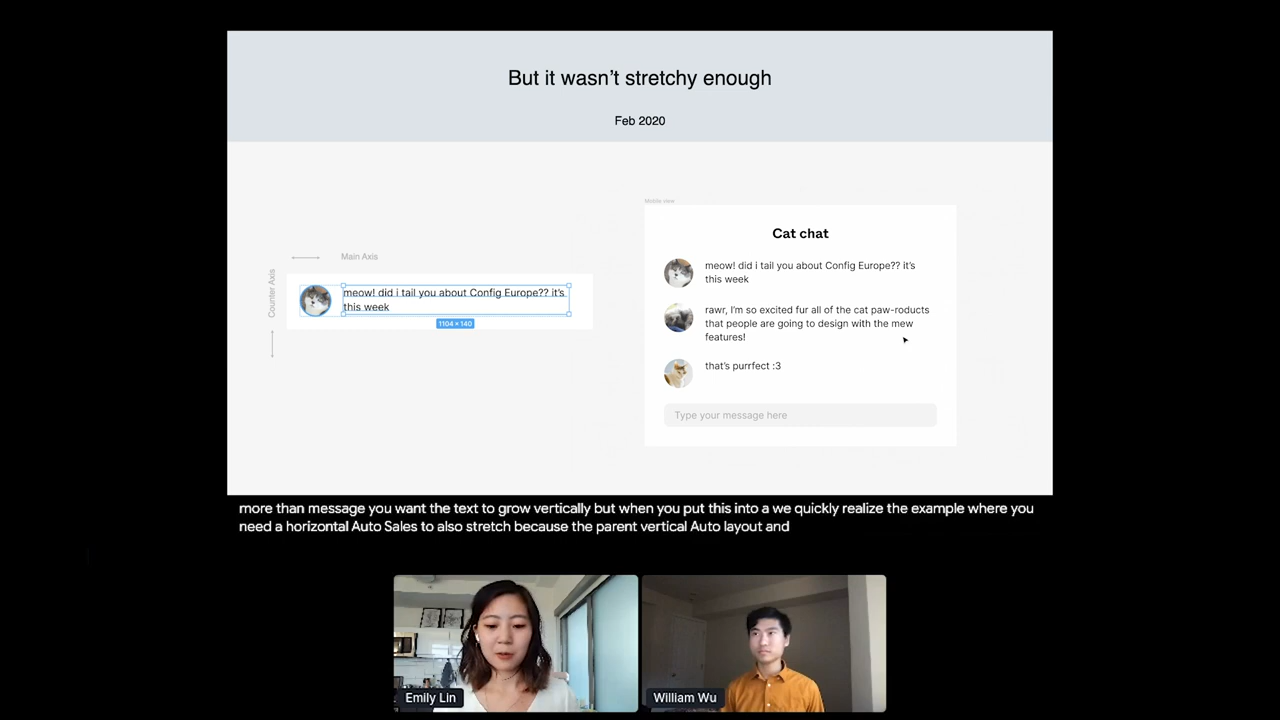 But it wasn't stretchy enough
Feb 2020
Mobile view
Cat chat
Main Axis
Counter Axis
meow! did i tail you about Config Europe?? it's
this week
1104 × 140
meow! did i tail you about Config Europe?? it's
this week
rawr, I'm so excited fur all of the cat paw-roducts
that people are going to design with the mew
features!
that's purrfect :3
Type your message here
more than message you want the text to grow vertically but when you put this into a we quickly realize the example where you
need a horizontal Auto Sales to also stretch because the parent vertical Auto layout and
Emily Lin
William Wu